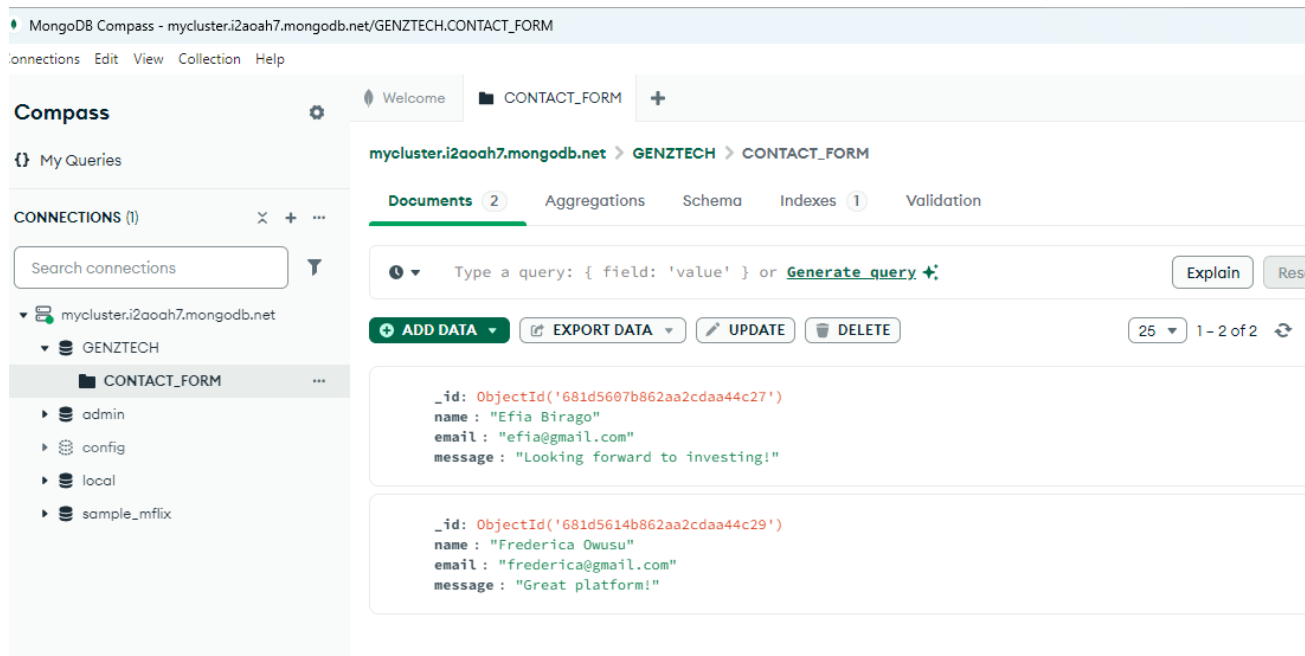 MongoDB Compass - mycluster.i2aoah7.mongodb.net/GENZTECH.CONTACT_FORM
Connections Edit View Collection Help
Compass
{} My Queries
CONNECTIONS (1)
Search connections
mycluster.i2aoah7.mongodb.net
GENZTECH
CONTACT_FORM
admin
config
local
sample_mflix
Welcome
CONTACT_FORM
mycluster.i2aoah7.mongodb.net > GENZTECH > CONTACT_FORM
Documents 2 Aggregations Schema Indexes 1 Validation
Type a query: { field: 'value' } or Generate query
Explain Res
ADD DATA EXPORT DATA UPDATE DELETE
25 1 – 2 of 2
_id: ObjectId('681d5607b862aa2cdaa44c27')
name : "Efia Birago"
email : "efia@gmail.com"
message : "Looking forward to investing!"
_id: ObjectId('681d5614b862aa2cdaa44c29')
name : "Frederica Owusu"
email : "frederica@gmail.com"
message : "Great platform!"